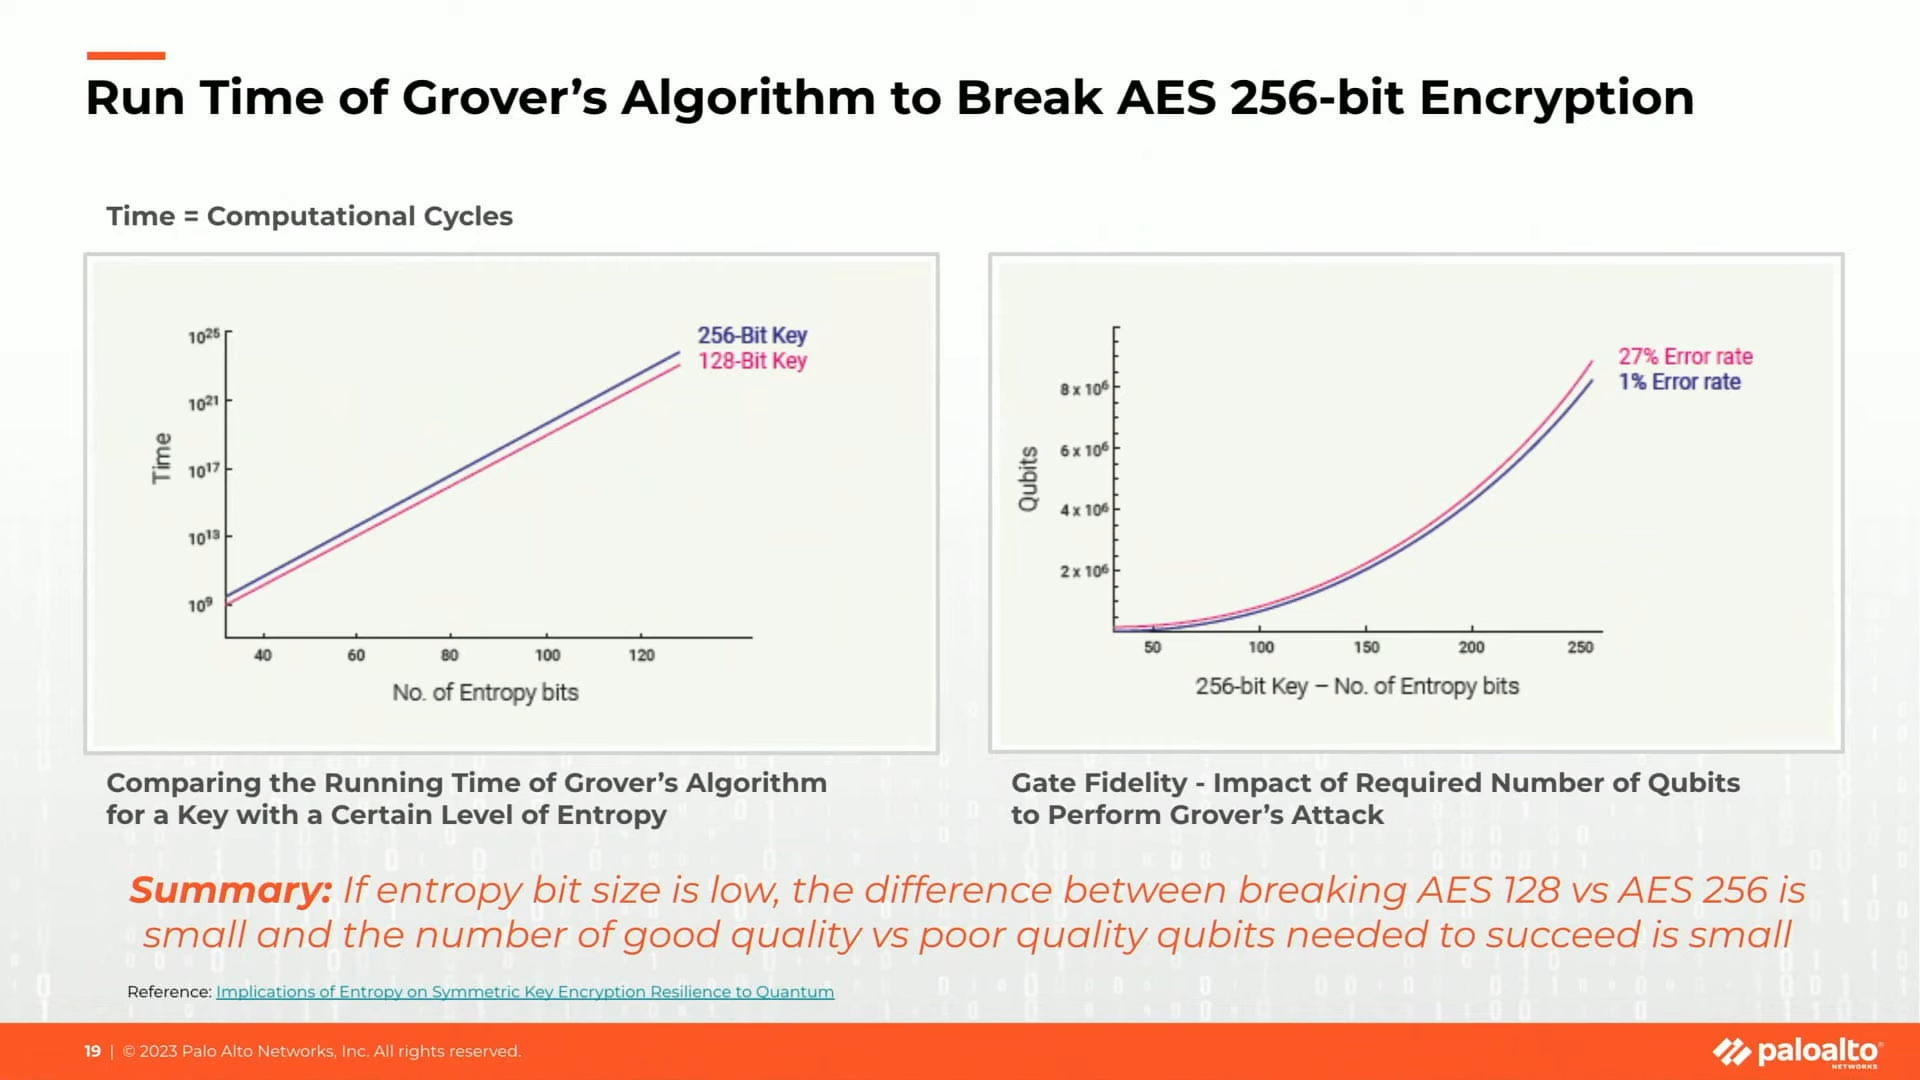 Run Time of Grover’s Algorithm to Break AES 256-bit Encryption
Time = Computational Cycles
10²⁵
10²¹
10¹⁷
10¹³
10⁹
Time
40 60 80 100 120
No. of Entropy bits
256-Bit Key
128-Bit Key
8 x 10⁶
6 x 10⁶
4 x 10⁶
2 x 10⁶
Qubits
50 100 150 200 250
256-bit Key – No. of Entropy bits
27% Error rate
1% Error rate
Comparing the Running Time of Grover’s Algorithm
for a Key with a Certain Level of Entropy
Gate Fidelity - Impact of Required Number of Qubits
to Perform Grover’s Attack
Summary: If entropy bit size is low, the difference between breaking AES 128 vs AES 256 is
small and the number of good quality vs poor quality qubits needed to succeed is small
Reference: Implications of Entropy on Symmetric Key Encryption Resilience to Quantum
19 | © 2023 Palo Alto Networks, Inc. All rights reserved.
paloalto®
NETWORKS